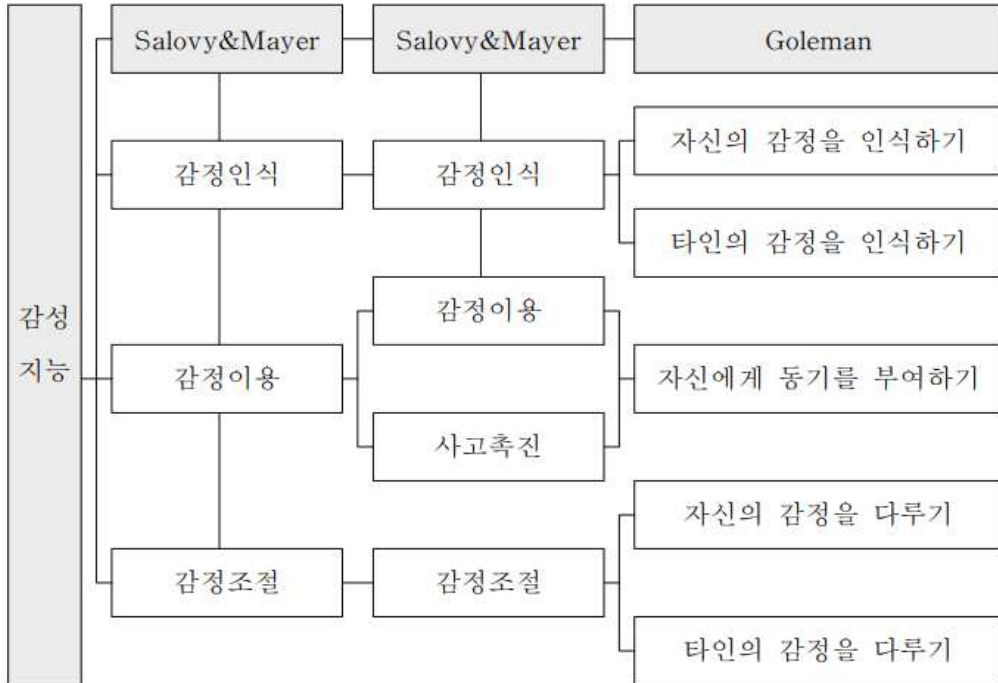 Salovy&Mayer
Salovy&Mayer
Goleman
감성
지능
감정인식
감정인식
자신의 감정을 인식하기
타인의 감정을 인식하기
감정이용
감정이용
사고촉진
자신에게 동기를 부여하기
감정조절
감정조절
자신의 감정을 다루기
타인의 감정을 다루기